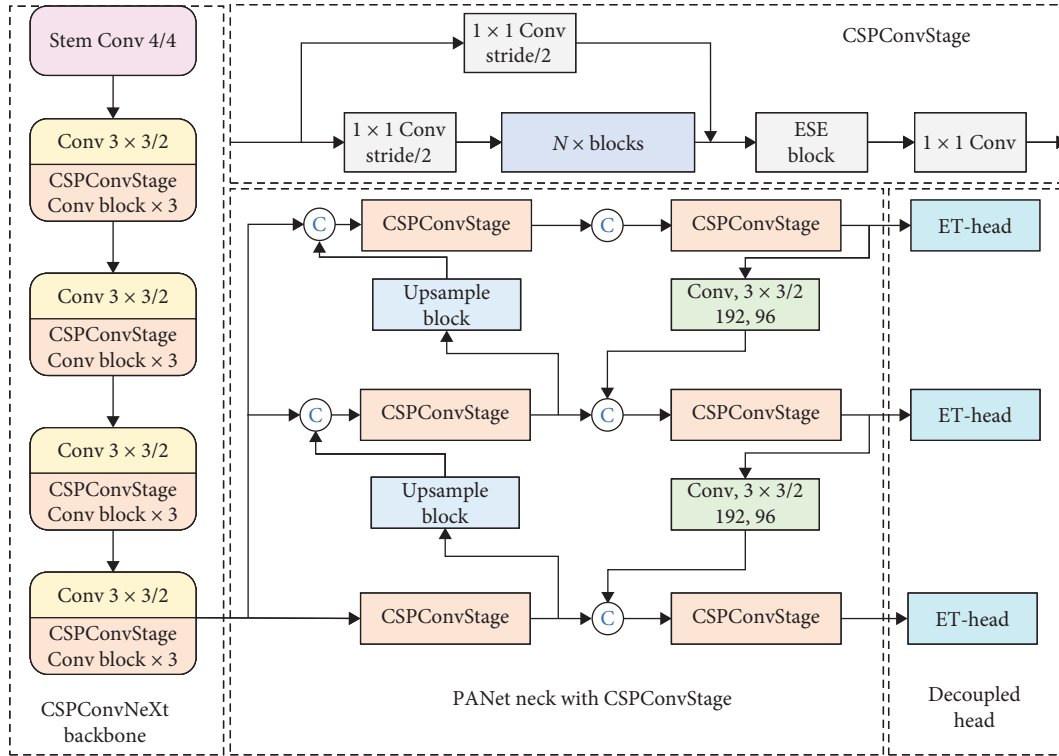 Stem Conv 4/4
Conv 3 × 3/2
CSPConvStage
Conv block × 3
Conv 3 × 3/2
CSPConvStage
Conv block × 3
Conv 3 × 3/2
CSPConvStage
Conv block × 3
Conv 3 × 3/2
CSPConvStage
Conv block × 3
CSPConvNeXt
backbone
1 × 1 Conv
stride/2
CSPConvStage
1 × 1 Conv
stride/2
N × blocks
ESE
block
1 × 1 Conv
C
CSPConvStage
C
CSPConvStage
ET-head
Upsample
block
Conv, 3 × 3/2
192, 96
C
CSPConvStage
C
CSPConvStage
ET-head
Upsample
block
Conv, 3 × 3/2
192, 96
CSPConvStage
C
CSPConvStage
ET-head
PANet neck with CSPConvStage
Decoupled
head